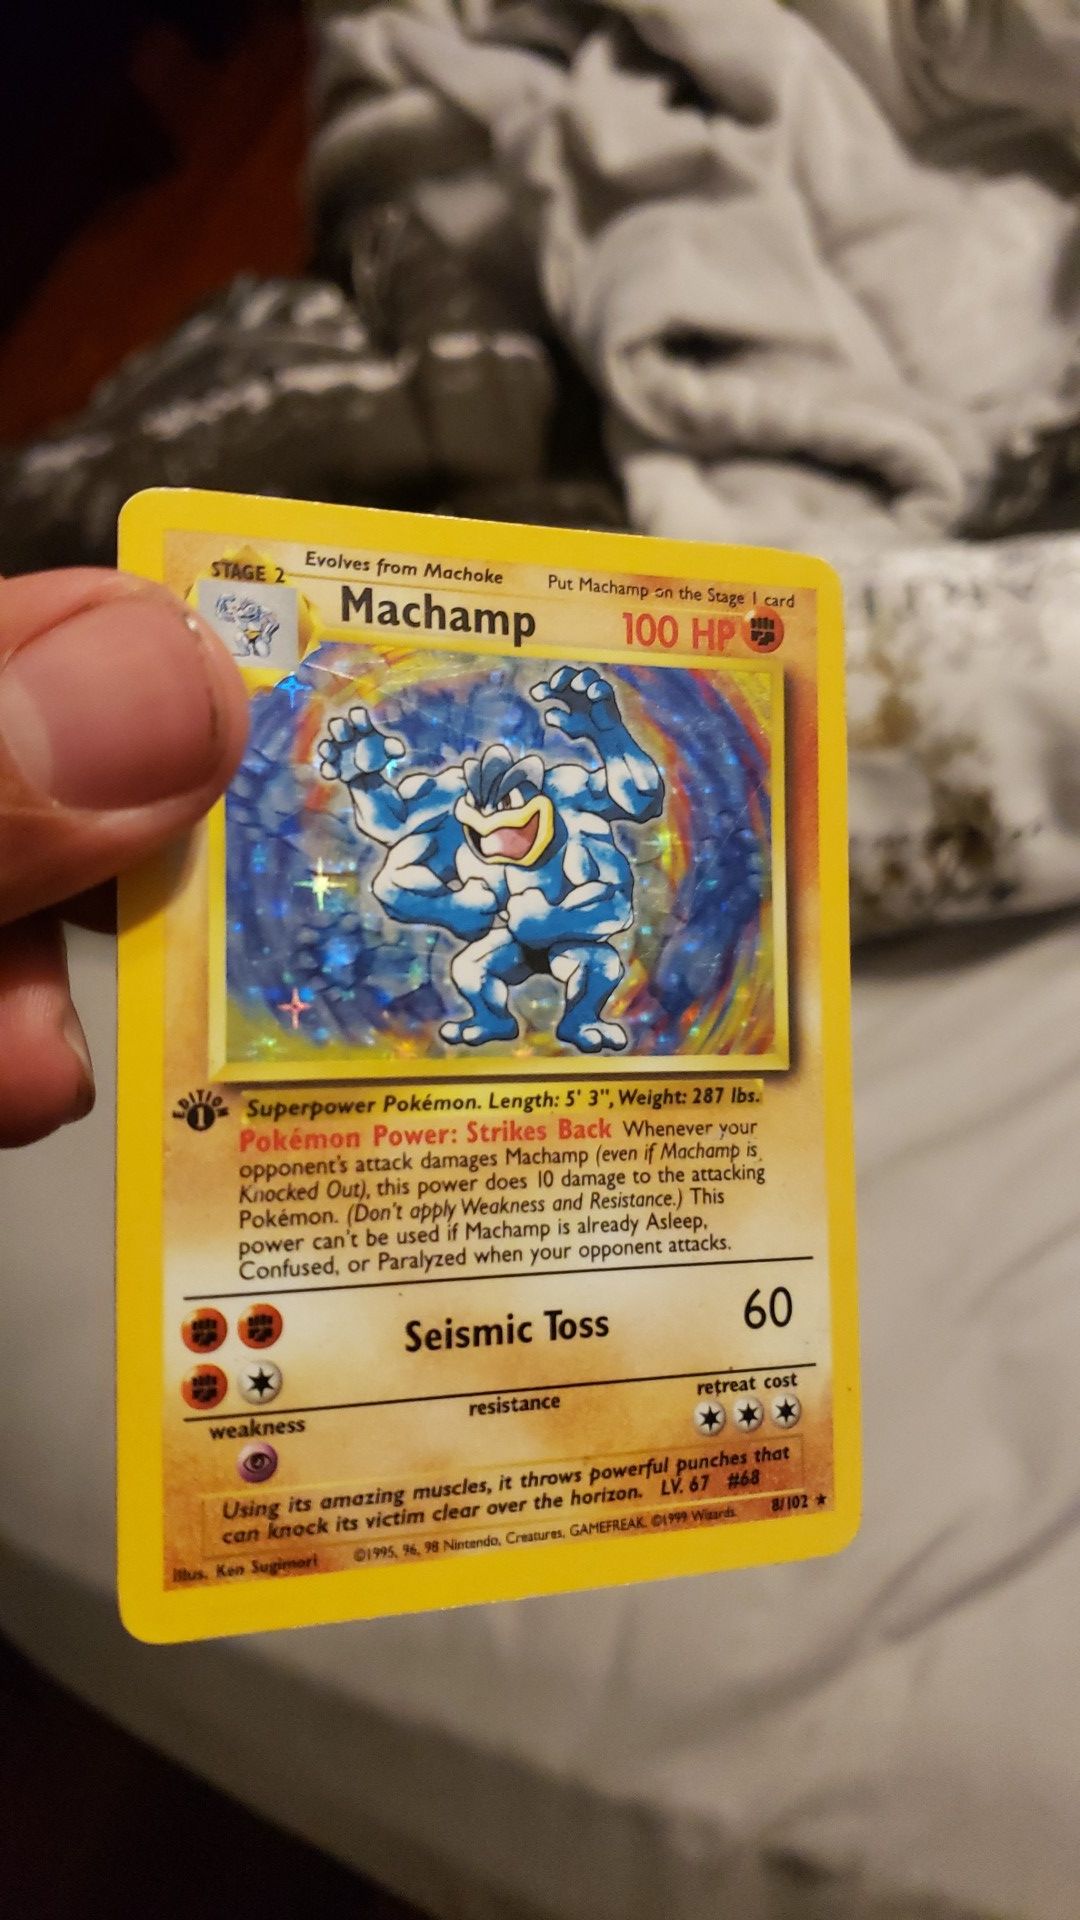 STAGE 2
Evolves from Machoke
Put Machamp on the Stage 1 card
Machamp
100 HP
EDITION
1
Superpower Pokémon. Length: 5' 3", Weight: 287 lbs.
Pokémon Power: Strikes Back Whenever your
opponent's attack damages Machamp (even if Machamp is
Knocked Out), this power does 10 damage to the attacking
Pokémon. (Don't apply Weakness and Resistance.) This
power can't be used if Machamp is already Asleep,
Confused, or Paralyzed when your opponent attacks.
Seismic Toss
60
weakness
resistance
retreat cost
Using its amazing muscles, it throws powerful punches that
can knock its victim clear over the horizon. LV. 67 #68
Illus. Ken Sugimori
©1995, 96, 98 Nintendo, Creatures, GAMEFREAK. ©1999 Wizards.
8/102 ★